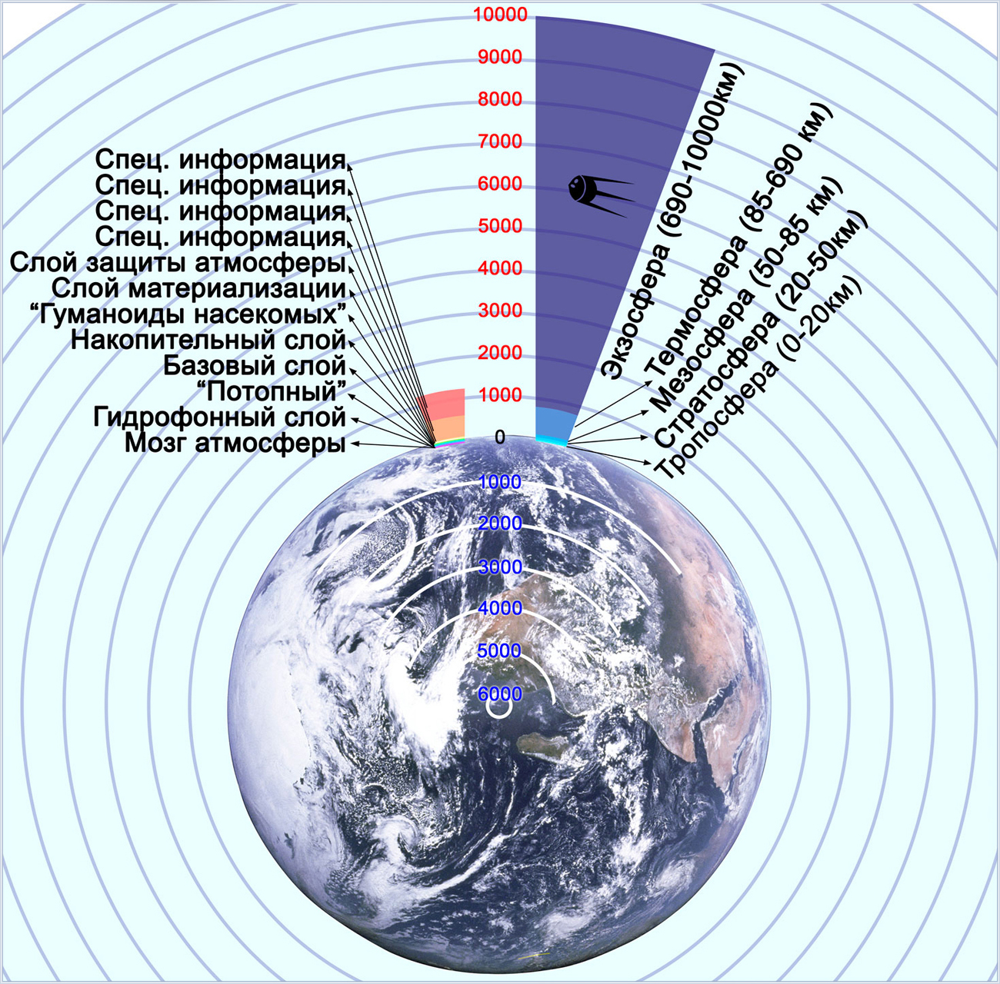 10000
9000
8000
7000
6000
5000
4000
3000
2000
1000
0
1000
2000
3000
4000
5000
6000
Спец. информация
Спец. информация
Спец. информация
Спец. информация
Слой защиты атмосферы
Слой материализации
“Гуманоиды насекомых”
Накопительный слой
Базовый слой
“Потопный”
Гидрофонный слой
Мозг атмосферы
Экзосфера (690-10000км)
Термосфера (85-690 км)
Мезосфера (50-85 км)
Стратосфера (20-50км)
Тропосфера (0-20км)